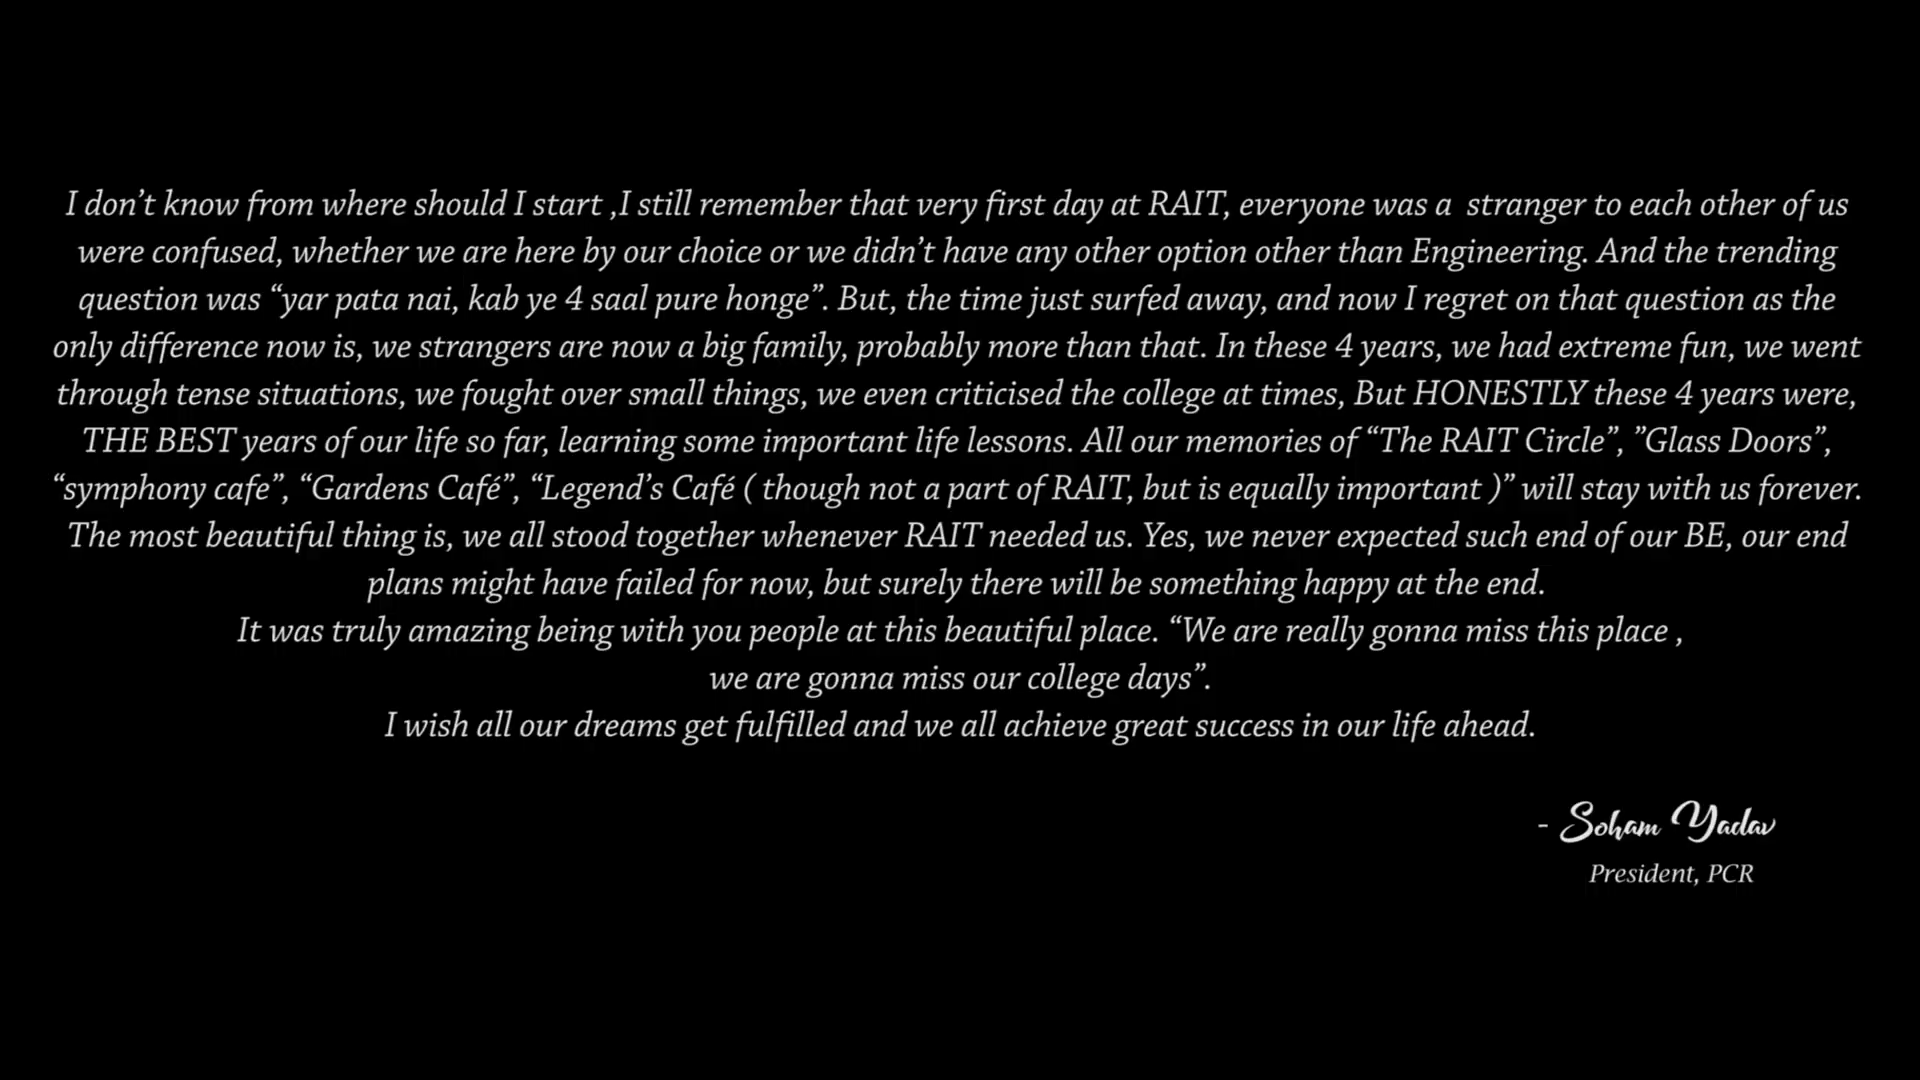 I don’t know from where should I start ,I still remember that very first day at RAIT, everyone was a  stranger to each other of us
were confused, whether we are here by our choice or we didn’t have any other option other than Engineering. And the trending
question was “yar pata nai, kab ye 4 saal pure honge”. But, the time just surfed away, and now I regret on that question as the
only difference now is, we strangers are now a big family, probably more than that. In these 4 years, we had extreme fun, we went
through tense situations, we fought over small things, we even criticised the college at times, But HONESTLY these 4 years were,
THE BEST years of our life so far, learning some important life lessons. All our memories of “The RAIT Circle”, ”Glass Doors”,
“symphony cafe”, “Gardens Café”, “Legend’s Café ( though not a part of RAIT, but is equally important )” will stay with us forever.
The most beautiful thing is, we all stood together whenever RAIT needed us. Yes, we never expected such end of our BE, our end
plans might have failed for now, but surely there will be something happy at the end.
It was truly amazing being with you people at this beautiful place. “We are really gonna miss this place ,
we are gonna miss our college days”.
I wish all our dreams get fulfilled and we all achieve great success in our life ahead.
- Soham Yadav
President, PCR